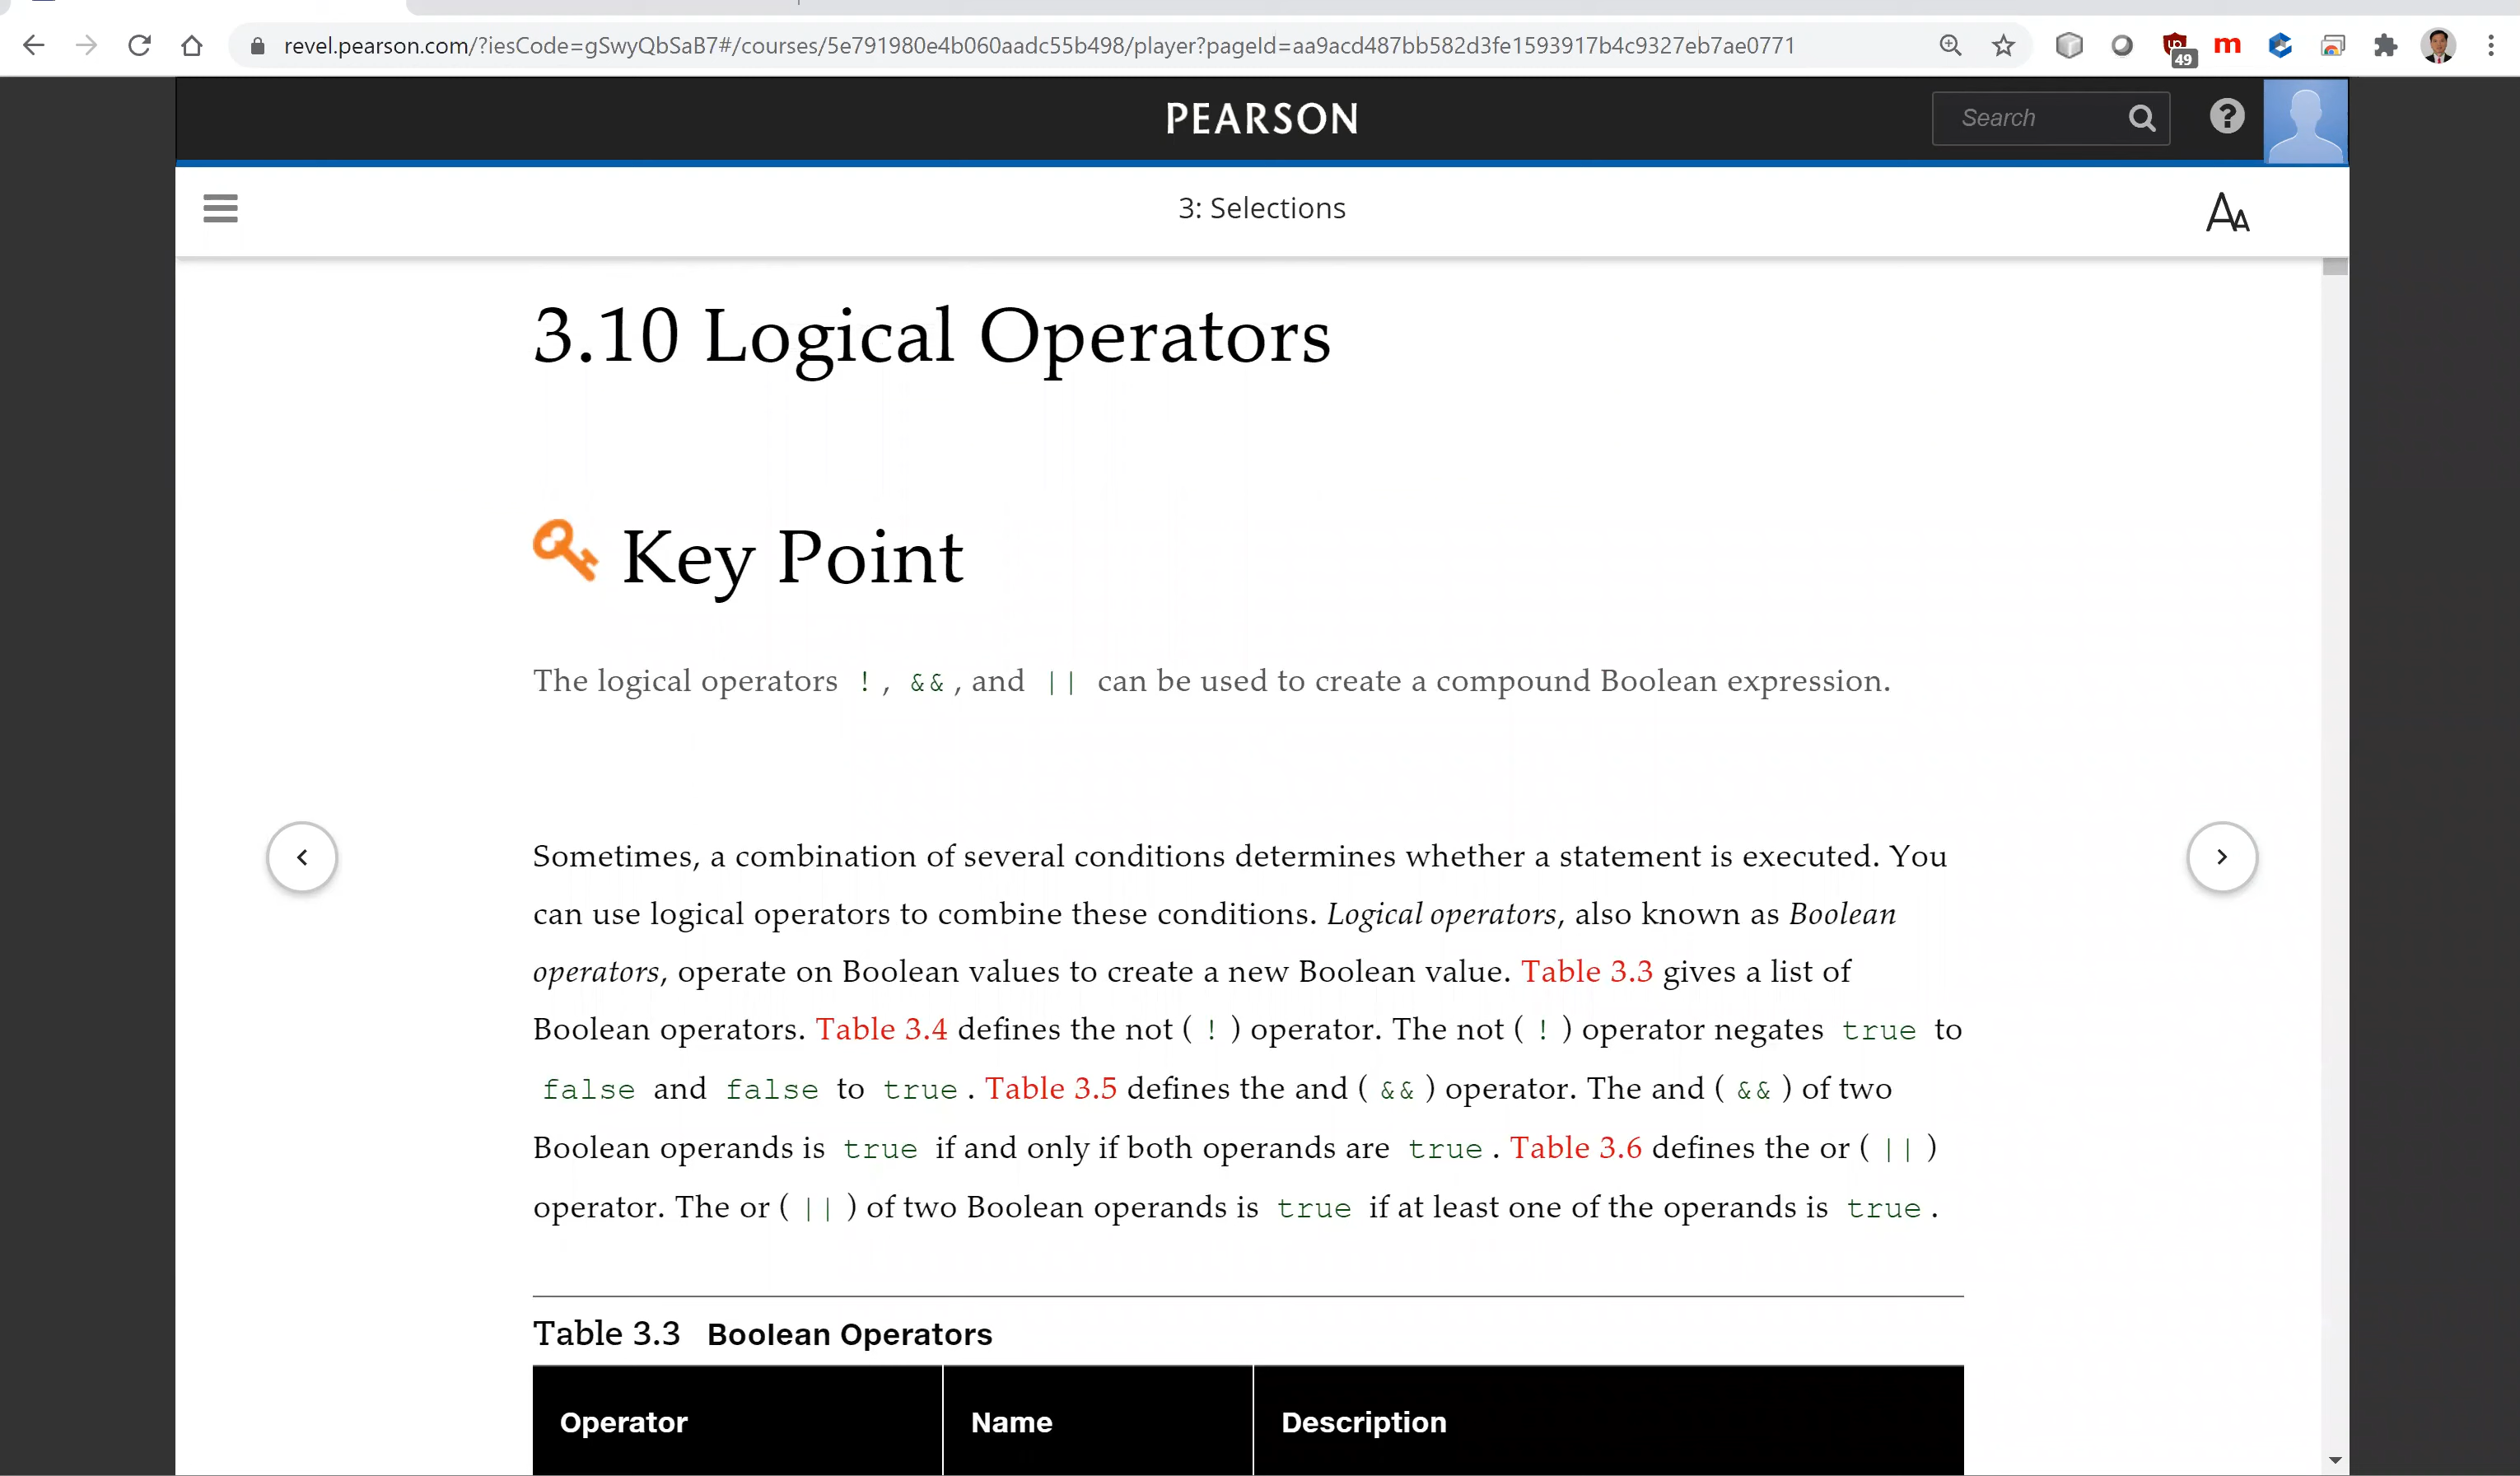 revel.pearson.com/?iesCode=gSwyQbSaB7#/courses/5e791980e4b060aadc55b498/player?pageId=aa9acd487bb582d3fe1593917b4c9327eb7ae0771
49
m
PEARSON
Search
?
3: Selections
AA
3.10 Logical Operators
Key Point
The logical operators !, &&, and || can be used to create a compound Boolean expression.
Sometimes, a combination of several conditions determines whether a statement is executed. You
can use logical operators to combine these conditions. Logical operators, also known as Boolean
operators, operate on Boolean values to create a new Boolean value. Table 3.3 gives a list of
Boolean operators. Table 3.4 defines the not ( ! ) operator. The not ( ! ) operator negates true to
false and false to true. Table 3.5 defines the and ( && ) operator. The and ( && ) of two
Boolean operands is true if and only if both operands are true. Table 3.6 defines the or ( || )
operator. The or ( || ) of two Boolean operands is true if at least one of the operands is true.
Table 3.3 Boolean Operators
Operator Name Description